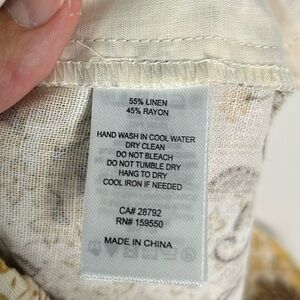 55% LINEN
45% RAYON
HAND WASH IN COOL WATER
DRY CLEAN
DO NOT BLEACH
DO NOT TUMBLE DRY
HANG TO DRY
COOL IRON IF NEEDED
CA# 28792
RN# 159550
MADE IN CHINA